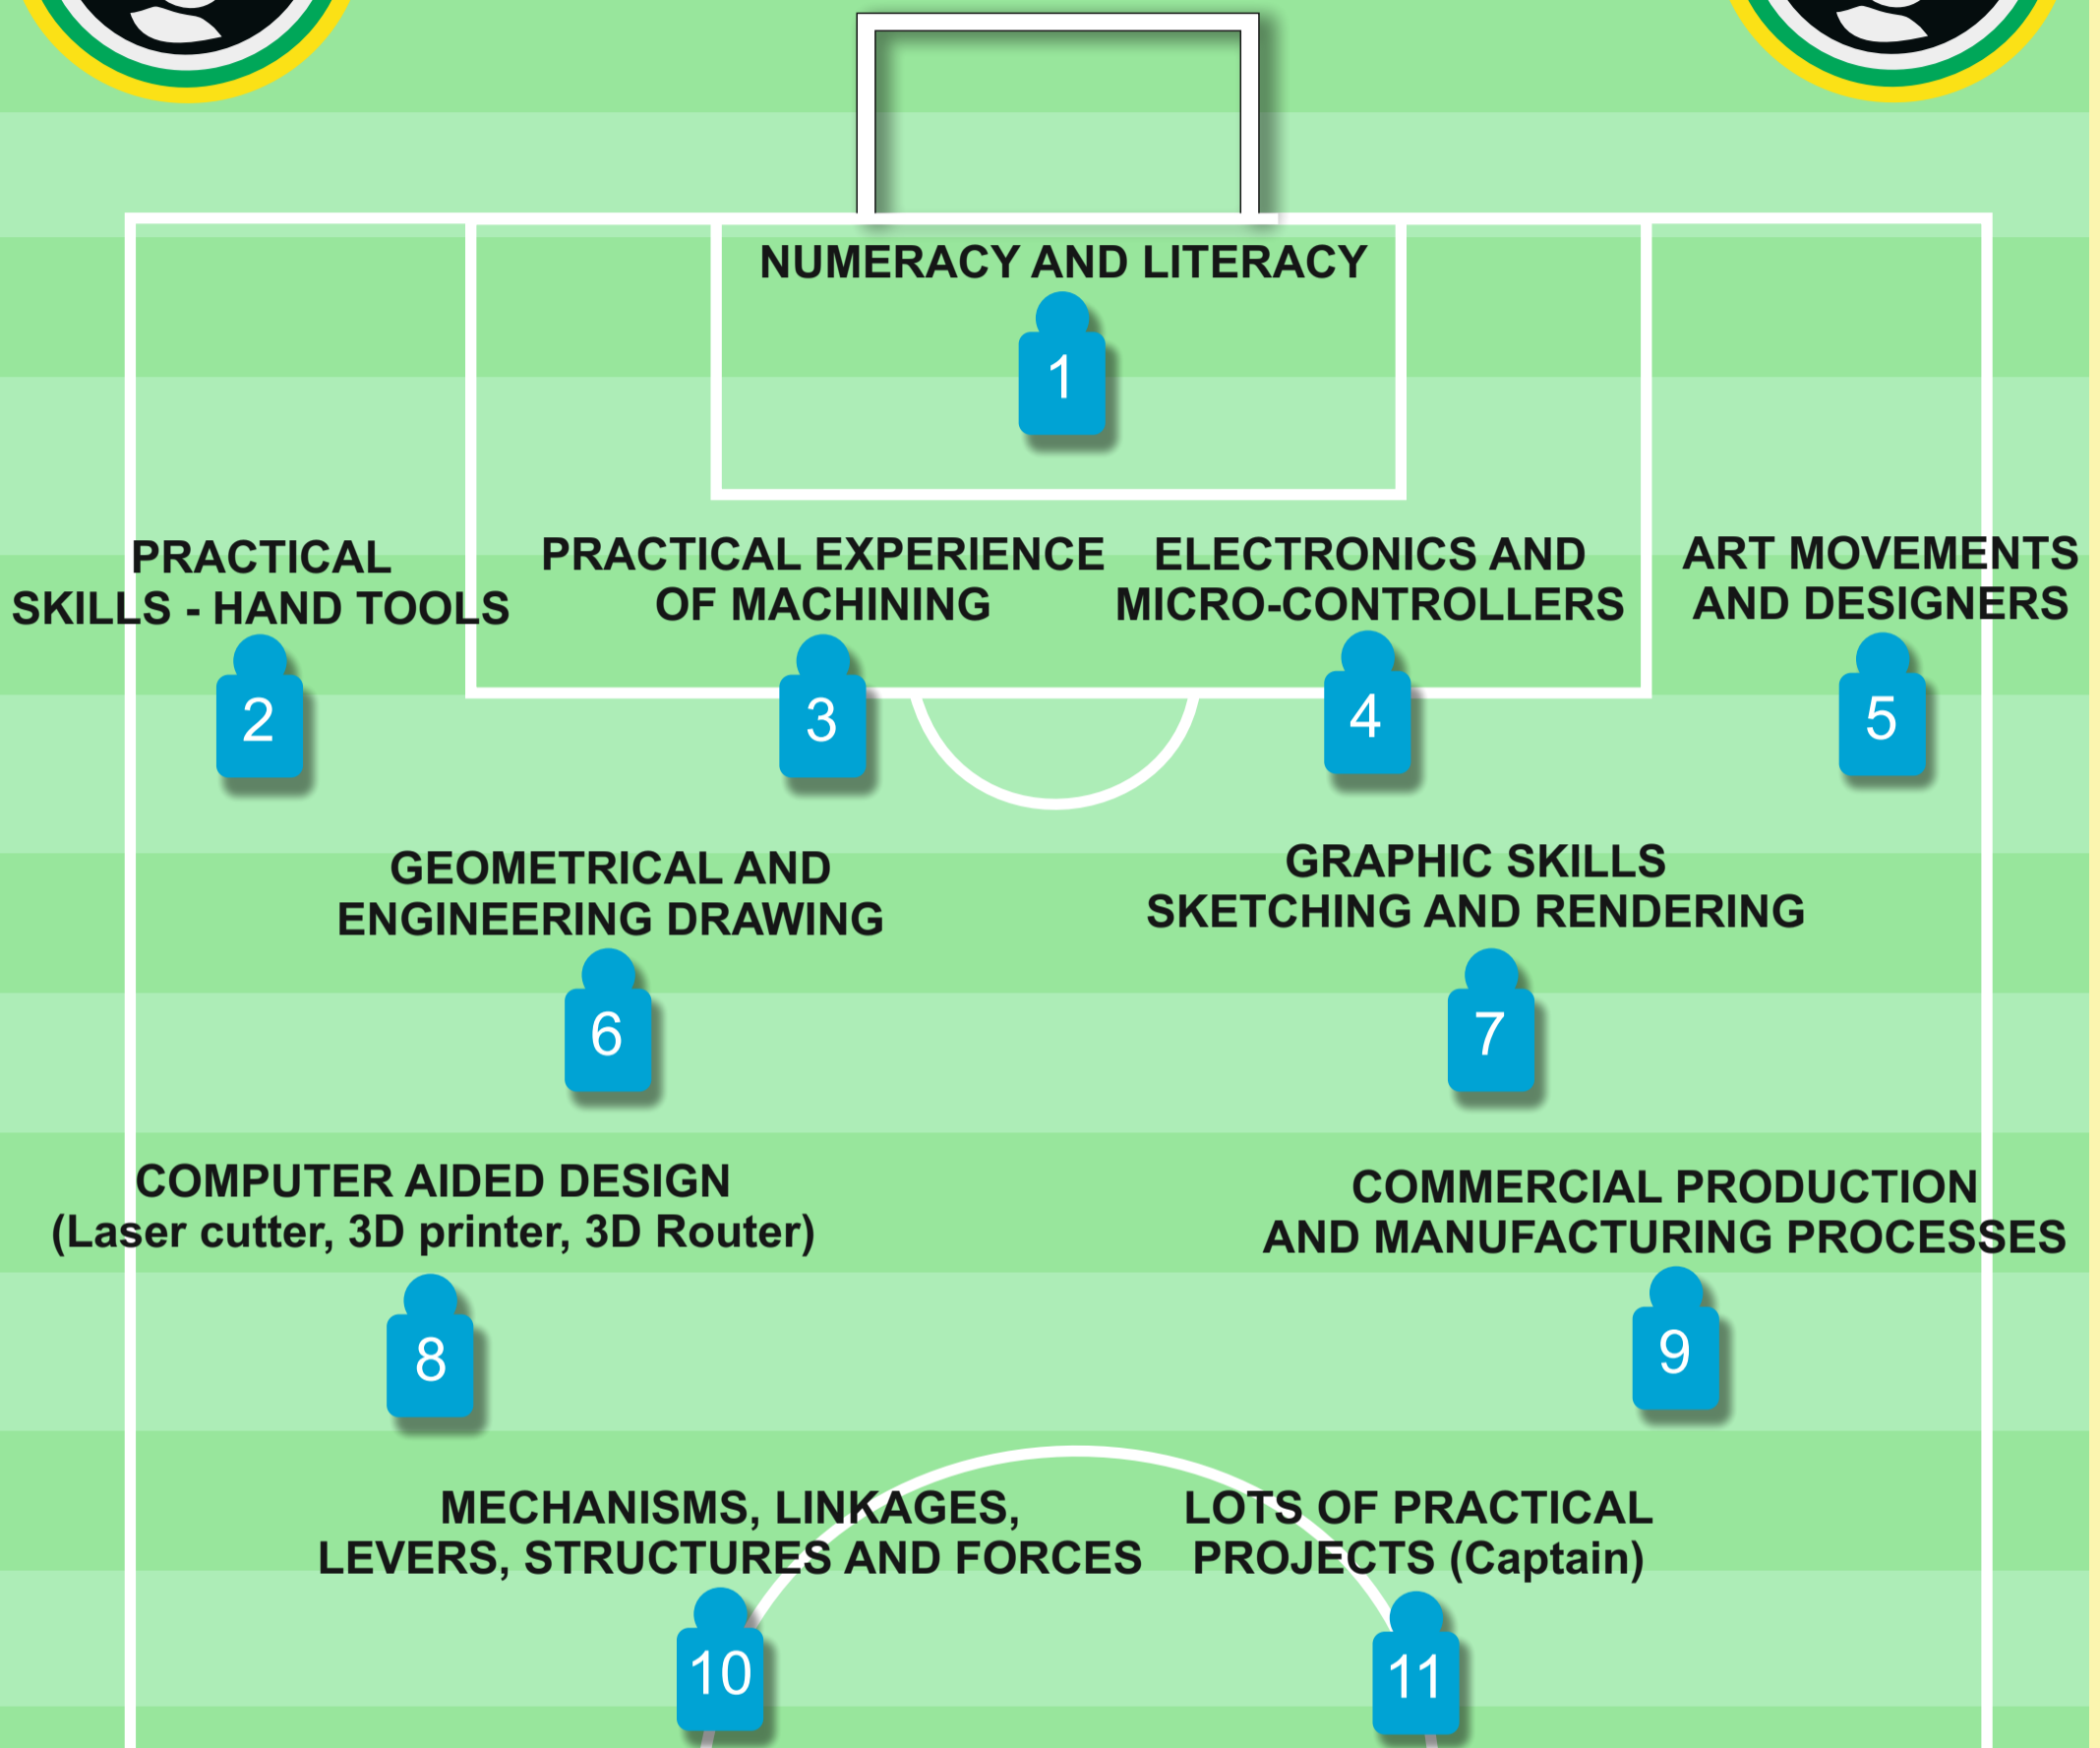 NUMERACY AND LITERACY
1
PRACTICAL
SKILLS - HAND TOOLS
2
PRACTICAL EXPERIENCE
OF MACHINING
3
ELECTRONICS AND
MICRO-CONTROLLERS
4
ART MOVEMENTS
AND DESIGNERS
5
GEOMETRICAL AND
ENGINEERING DRAWING
6
GRAPHIC SKILLS
SKETCHING AND RENDERING
7
COMPUTER AIDED DESIGN
(Laser cutter, 3D printer, 3D Router)
8
COMMERCIAL PRODUCTION
AND MANUFACTURING PROCESSES
9
MECHANISMS, LINKAGES,
LEVERS, STRUCTURES AND FORCES
10
LOTS OF PRACTICAL
PROJECTS (Captain)
11